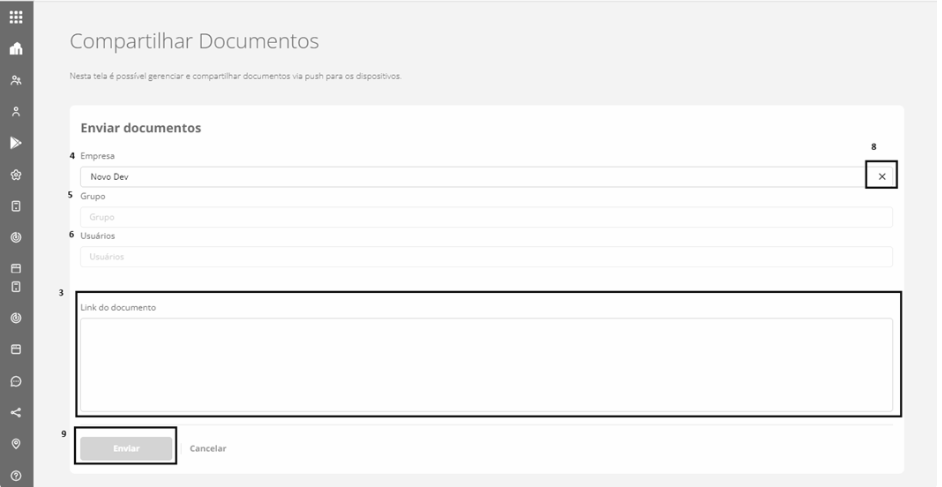 Compartilhar Documentos
Nesta tela é possível gerenciar e compartilhar documentos via push para os dispositivos.
Enviar documentos
8
4 Empresa
Novo Dev
5 Grupo
Grupo
6 Usuários
Usuários
3
Link do documento
9
Enviar Cancelar